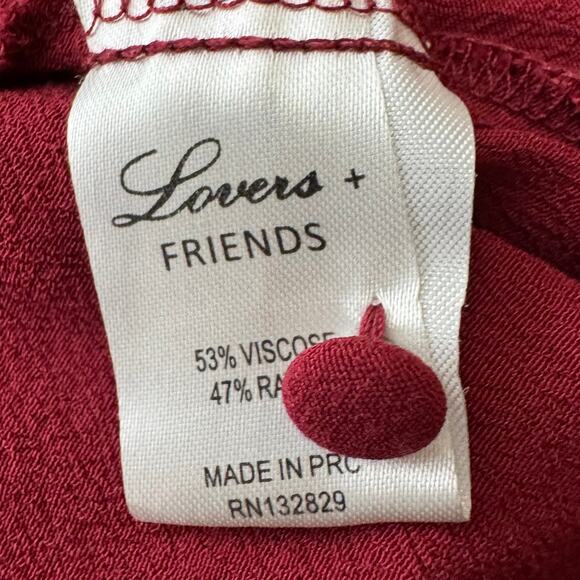 Lovers +
FRIENDS
53% VISCOSE
47%
MADE IN PRC
RN132829